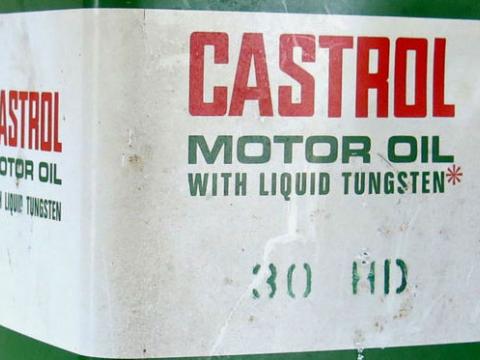 CASTROL
MOTOR OIL
WITH LIQUID TUNGSTEN*
30 HD
ASTROL
OTOR OIL
LIQUID TUNGSTEN